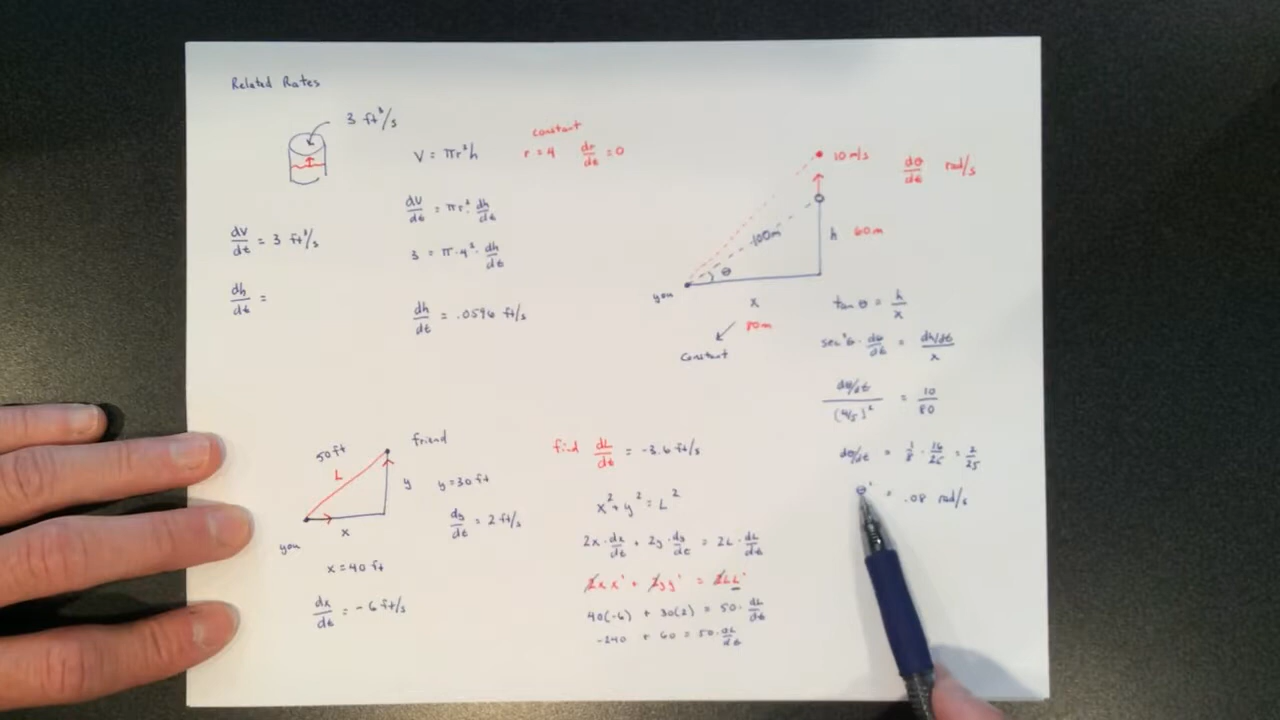 Related Rates
3 ft³/s
V = πr²h
constant
r = 4 dr/dt = 0
dV/dt = πr² · dh/dt
dV/dt = 3 ft³/s
3 = π·4² · dh/dt
dh/dt =
dh/dt = .0596 ft/s
10 m/s
dθ/dt rad/s
100m
h 60m
θ
you
x
80m
constant
tan θ = h/x
sec²θ · dθ/dt = dh/dt/x
dθ/dt/(4/5)² = 10/80
dθ/dt = 1/8 · 16/25 = 2/25
θ' = .08 rad/s
50 ft
friend
L
y y = 30 ft
dy/dt = 2 ft/s
you
x
x = 40 ft
dx/dt = -6 ft/s
find dL/dt = -3.6 ft/s
x² + y² = L²
2x · dx/dt + 2y · dy/dt = 2L · dL/dt
2xx' + 2yy' = 2LL'
40(-6) + 30(2) = 50 · dL/dt
-240 + 60 = 50 · dL/dt